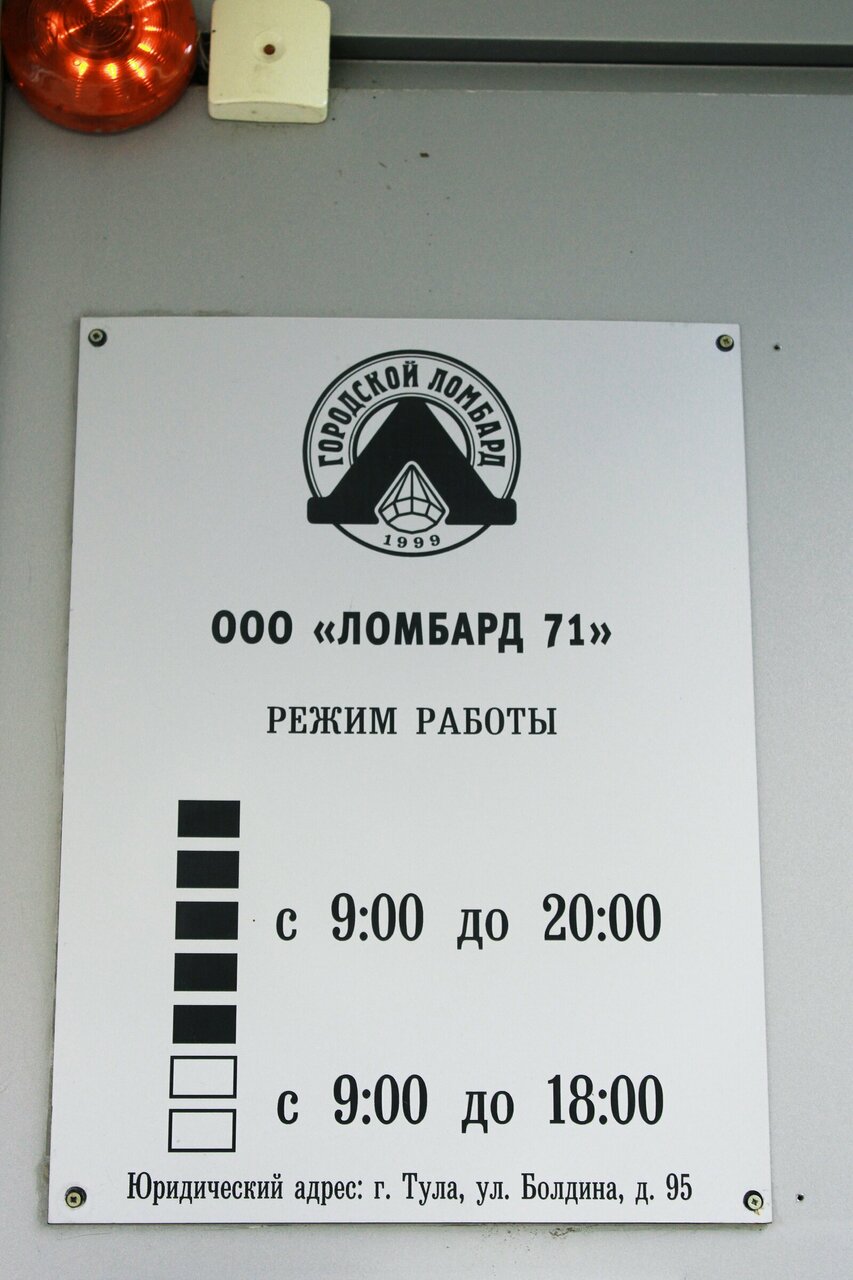 ГОРОДСКОЙ ЛОМБАРД
1999
ООО «ЛОМБАРД 71»
РЕЖИМ РАБОТЫ
с 9:00 до 20:00
с 9:00 до 18:00
Юридический адрес: г. Тула, ул. Болдина, д. 95